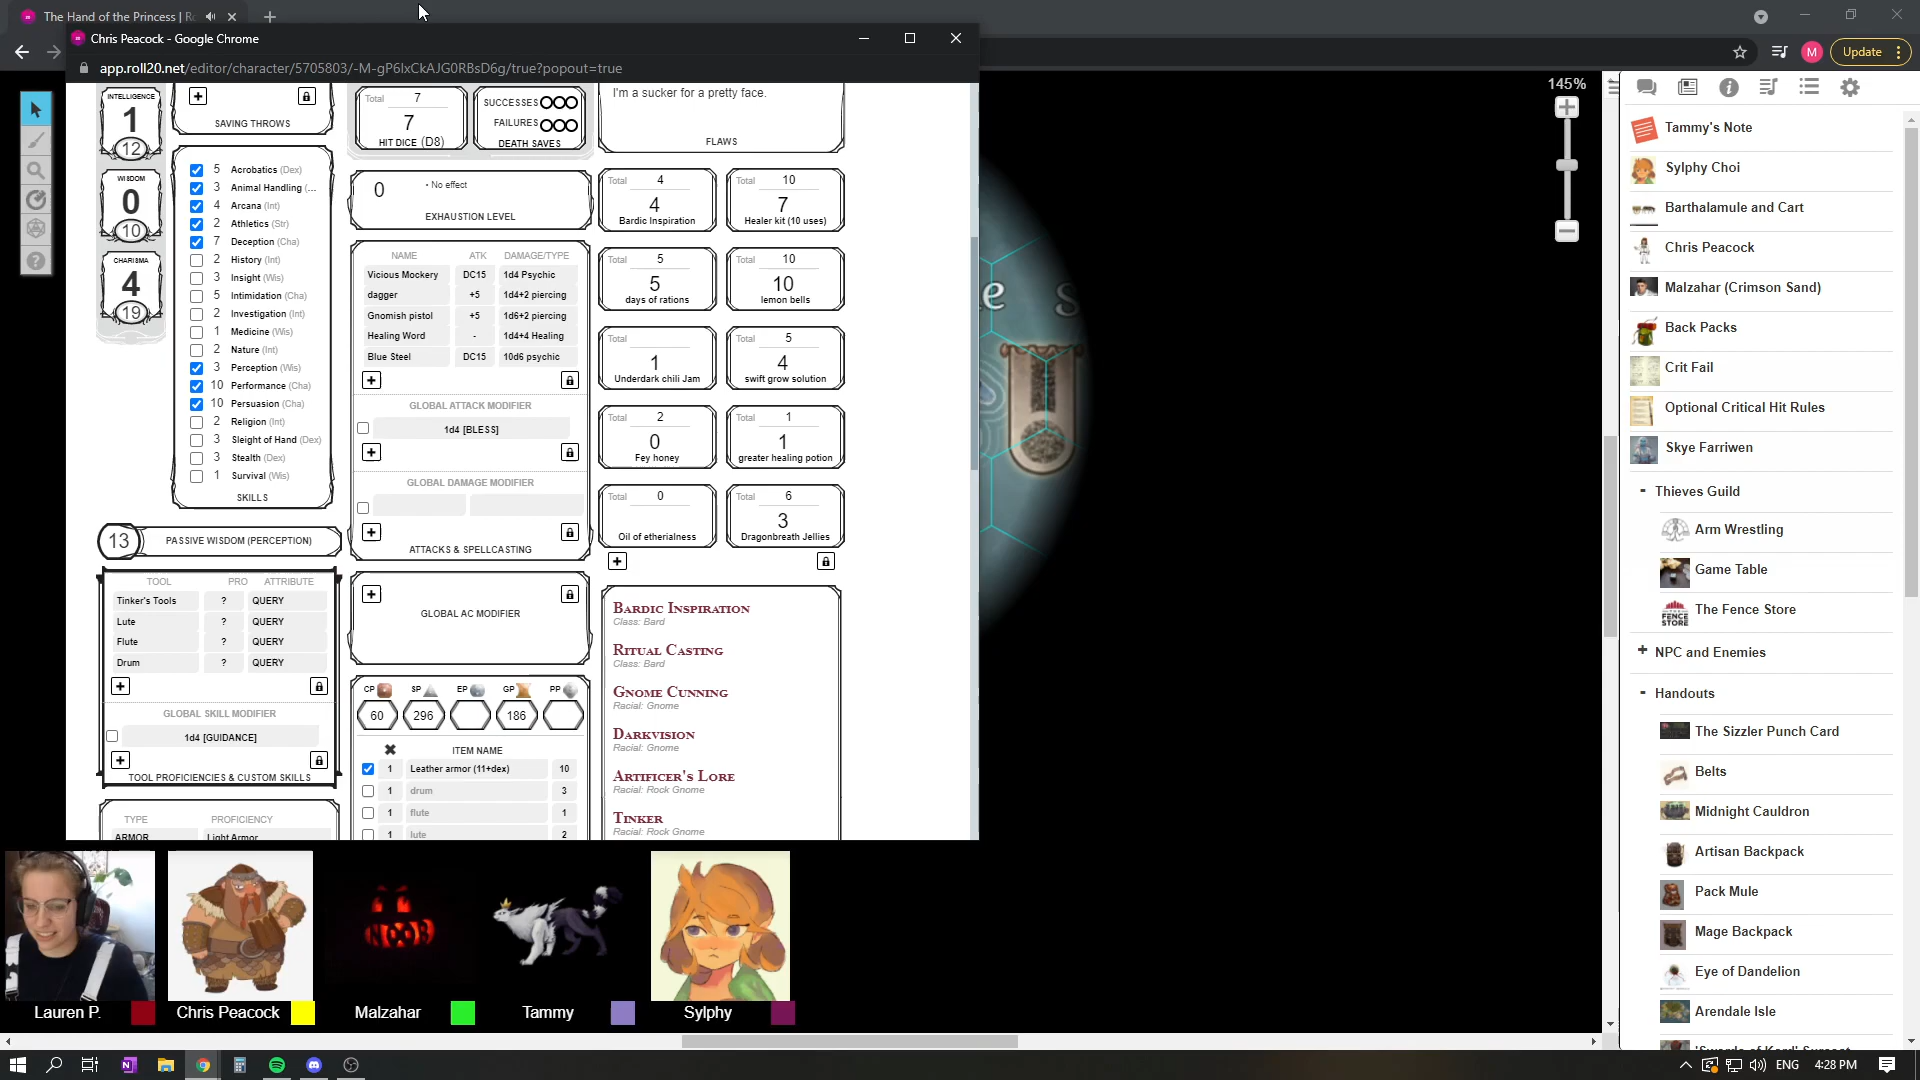 The Hand of the Princess | Ro
Chris Peacock - Google Chrome
app.roll20.net/editor/character/5705803/-M-gP6lxCkAJG0RBsD6g/true?popout=true
M
Update
145%
INTELLIGENCE
1
12
WISDOM
0
10
CHARISMA
4
19
SAVING THROWS
5 Acrobatics (Dex)
3 Animal Handling (...
4 Arcana (Int)
2 Athletics (Str)
7 Deception (Cha)
2 History (Int)
3 Insight (Wis)
5 Intimidation (Cha)
2 Investigation (Int)
1 Medicine (Wis)
2 Nature (Int)
3 Perception (Wis)
10 Performance (Cha)
10 Persuasion (Cha)
2 Religion (Int)
3 Sleight of Hand (Dex)
3 Stealth (Dex)
1 Survival (Wis)
SKILLS
13 PASSIVE WISDOM (PERCEPTION)
TOOL PRO ATTRIBUTE
Tinker's Tools ? QUERY
Lute ? QUERY
Flute ? QUERY
Drum ? QUERY
GLOBAL SKILL MODIFIER
1d4 [GUIDANCE]
TOOL PROFICIENCIES & CUSTOM SKILLS
TYPE PROFICIENCY
ARMOR Light Armor
Total 7
7
HIT DICE (D8)
SUCCESSES
FAILURES
DEATH SAVES
0 • No effect
EXHAUSTION LEVEL
NAME ATK DAMAGE/TYPE
Vicious Mockery DC15 1d4 Psychic
dagger +5 1d4+2 piercing
Gnomish pistol +5 1d6+2 piercing
Healing Word - 1d4+4 Healing
Blue Steel DC15 10d6 psychic
GLOBAL ATTACK MODIFIER
1d4 [BLESS]
GLOBAL DAMAGE MODIFIER
ATTACKS & SPELLCASTING
GLOBAL AC MODIFIER
CP SP EP GP PP
60 296 186
ITEM NAME
1 Leather armor (11+dex) 10
1 drum 3
1 flute 1
1 lute 2
I'm a sucker for a pretty face.
FLAWS
Total 4
4
Bardic Inspiration
Total 10
7
Healer kit (10 uses)
Total 5
5
days of rations
Total 10
10
lemon bells
Total
1
Underdark chili Jam
Total 5
4
swift grow solution
Total 2
0
Fey honey
Total 1
1
greater healing potion
Total 0
Oil of etherialness
Total 6
3
Dragonbreath Jellies
BARDIC INSPIRATION
Class: Bard
RITUAL CASTING
Class: Bard
GNOME CUNNING
Racial: Gnome
DARKVISION
Racial: Gnome
ARTIFICER'S LORE
Racial: Rock Gnome
TINKER
Racial: Rock Gnome
Tammy's Note
Sylphy Choi
Barthalamule and Cart
Chris Peacock
Malzahar (Crimson Sand)
Back Packs
Crit Fail
Optional Critical Hit Rules
Skye Farriwen
- Thieves Guild
Arm Wrestling
Game Table
The Fence Store
+ NPC and Enemies
- Handouts
The Sizzler Punch Card
Belts
Midnight Cauldron
Artisan Backpack
Pack Mule
Mage Backpack
Eye of Dandelion
Arendale Isle
NOOB
Lauren P.
Chris Peacock
Malzahar
Tammy
Sylphy
ENG
4:28 PM